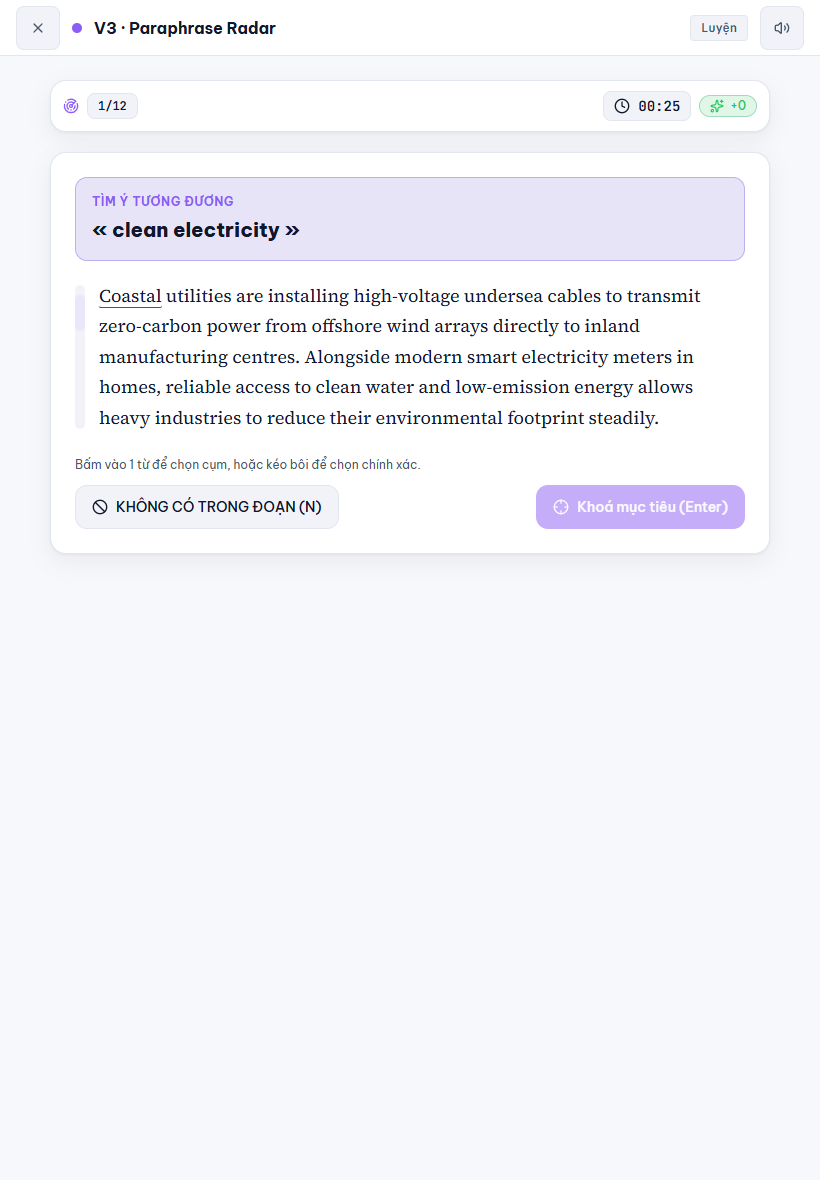 V3 · Paraphrase Radar
Luyện
1/12
00:25
+0
TÌM Ý TƯƠNG ĐƯƠNG
« clean electricity »
Coastal utilities are installing high-voltage undersea cables to transmit
zero-carbon power from offshore wind arrays directly to inland
manufacturing centres. Alongside modern smart electricity meters in
homes, reliable access to clean water and low-emission energy allows
heavy industries to reduce their environmental footprint steadily.
Bấm vào 1 từ để chọn cụm, hoặc kéo bôi để chọn chính xác.
KHÔNG CÓ TRONG ĐOẠN (N)
Khoá mục tiêu (Enter)